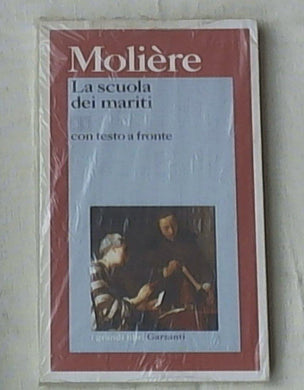 Molière
La scuola
dei mariti
con testo a fronte
i grandi libri Garzanti